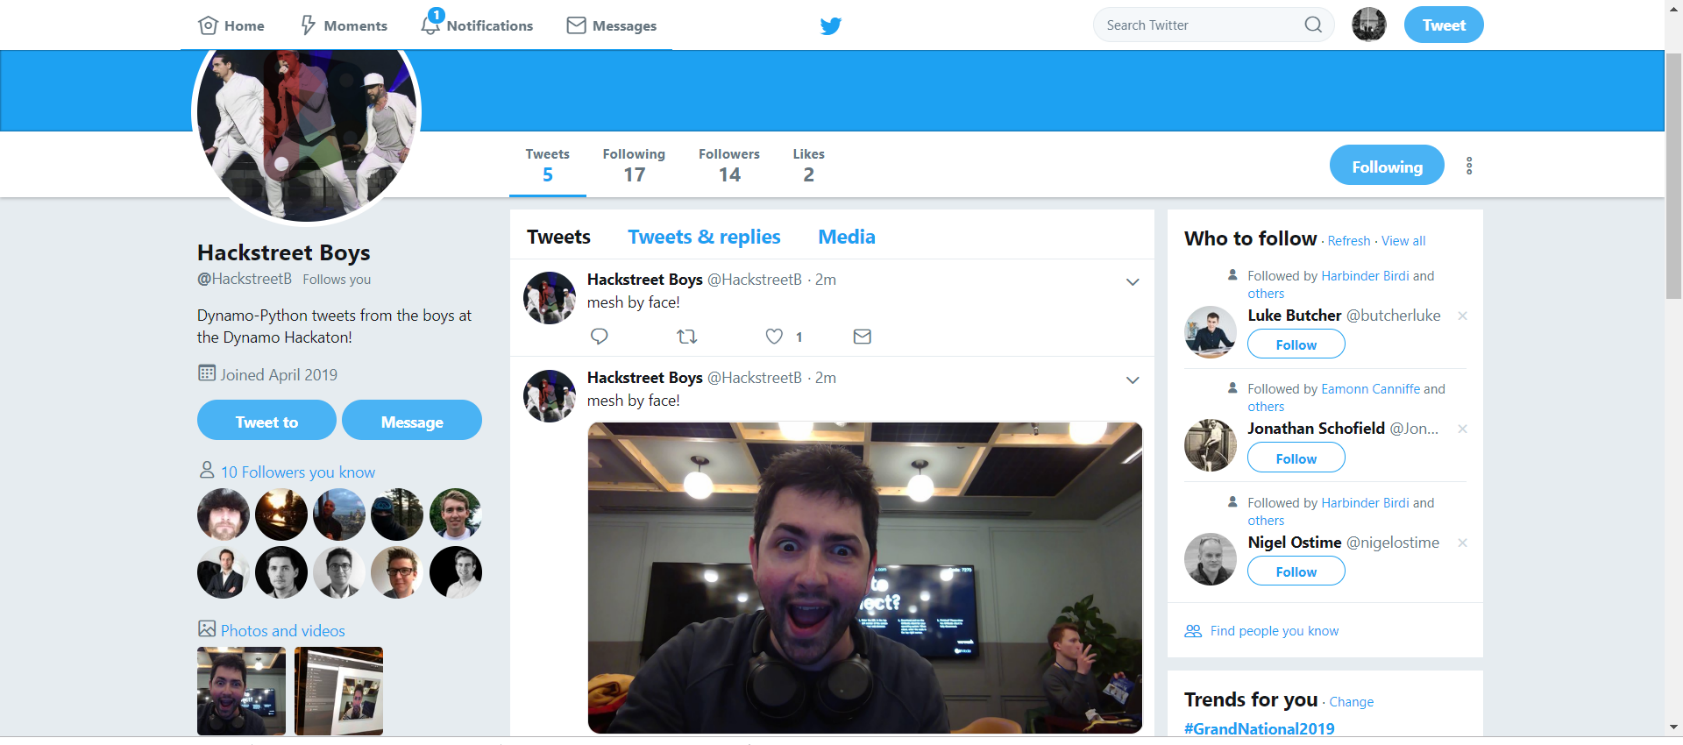 Home
Moments
1
Notifications
Messages
Search Twitter
Tweet
Tweets
5
Following
17
Followers
14
Likes
2
Following
Hackstreet Boys
@HackstreetB Follows you
Dynamo-Python tweets from the boys at
the Dynamo Hackaton!
Joined April 2019
Tweet to
Message
10 Followers you know
Photos and videos
Tweets
Tweets & replies
Media
Hackstreet Boys @HackstreetB · 2m
mesh by face!
1
Hackstreet Boys @HackstreetB · 2m
mesh by face!
Who to follow · Refresh · View all
Followed by Harbinder Birdi and
others
Luke Butcher @butcherluke
Follow
Followed by Eamonn Canniffe and
others
Jonathan Schofield @Jon...
Follow
Followed by Harbinder Birdi and
others
Nigel Ostime @nigelostime
Follow
Find people you know
Trends for you · Change
#GrandNational2019